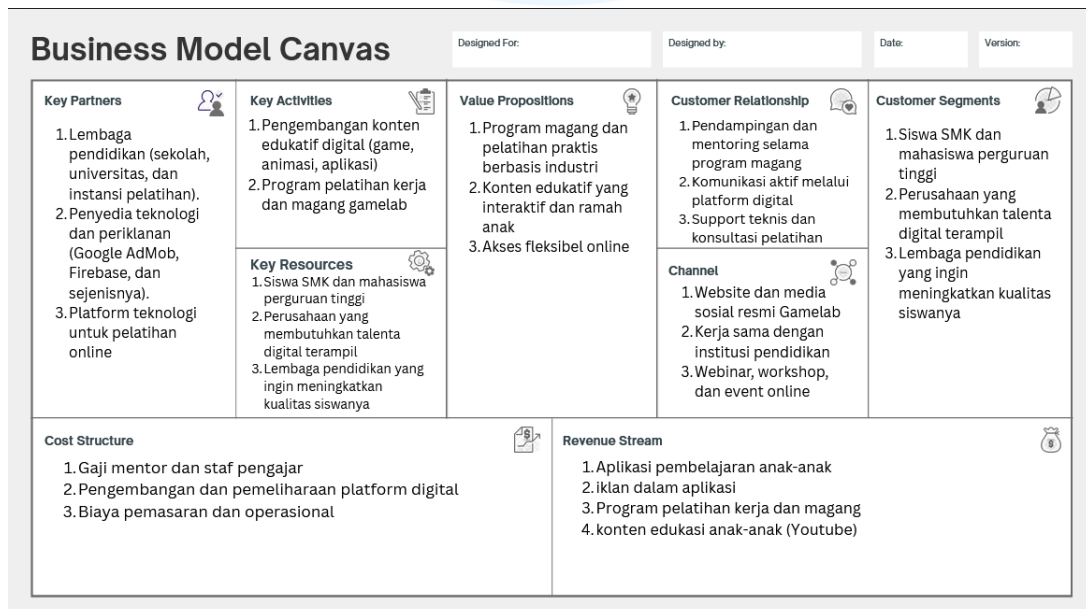 Business Model Canvas
Designed For:
Designed by:
Date:
Version:
Key Partners
1.Lembaga
pendidikan (sekolah,
universitas, dan
instansi pelatihan).
2.Penyedia teknologi
dan periklanan
(Google AdMob,
Firebase, dan
sejenisnya).
3.Platform teknologi
untuk pelatihan
online
Key Activities
1.Pengembangan konten
edukatif digital (game,
animasi, aplikasi)
2.Program pelatihan kerja
dan magang gamelab
Key Resources
1.Siswa SMK dan mahasiswa
perguruan tinggi
2.Perusahaan yang
membutuhkan talenta
digital terampil
3.Lembaga pendidikan yang
ingin meningkatkan
kualitas siswanya
Value Propositions
1.Program magang dan
pelatihan praktis
berbasis industri
2.Konten edukatif yang
interaktif dan ramah
anak
3.Akses fleksibel online
Customer Relationship
1.Pendampingan dan
mentoring selama
program magang
2.Komunikasi aktif melalui
platform digital
3.Support teknis dan
konsultasi pelatihan
Channel
1.Website dan media
sosial resmi Gamelab
2.Kerja sama dengan
institusi pendidikan
3.Webinar, workshop,
dan event online
Customer Segments
1.Siswa SMK dan
mahasiswa perguruan
tinggi
2.Perusahaan yang
membutuhkan talenta
digital terampil
3.Lembaga pendidikan
yang ingin
meningkatkan kualitas
siswanya
Cost Structure
1.Gaji mentor dan staf pengajar
2.Pengembangan dan pemeliharaan platform digital
3.Biaya pemasaran dan operasional
Revenue Stream
1.Aplikasi pembelajaran anak-anak
2.iklan dalam aplikasi
3.Program pelatihan kerja dan magang
4.konten edukasi anak-anak (Youtube)